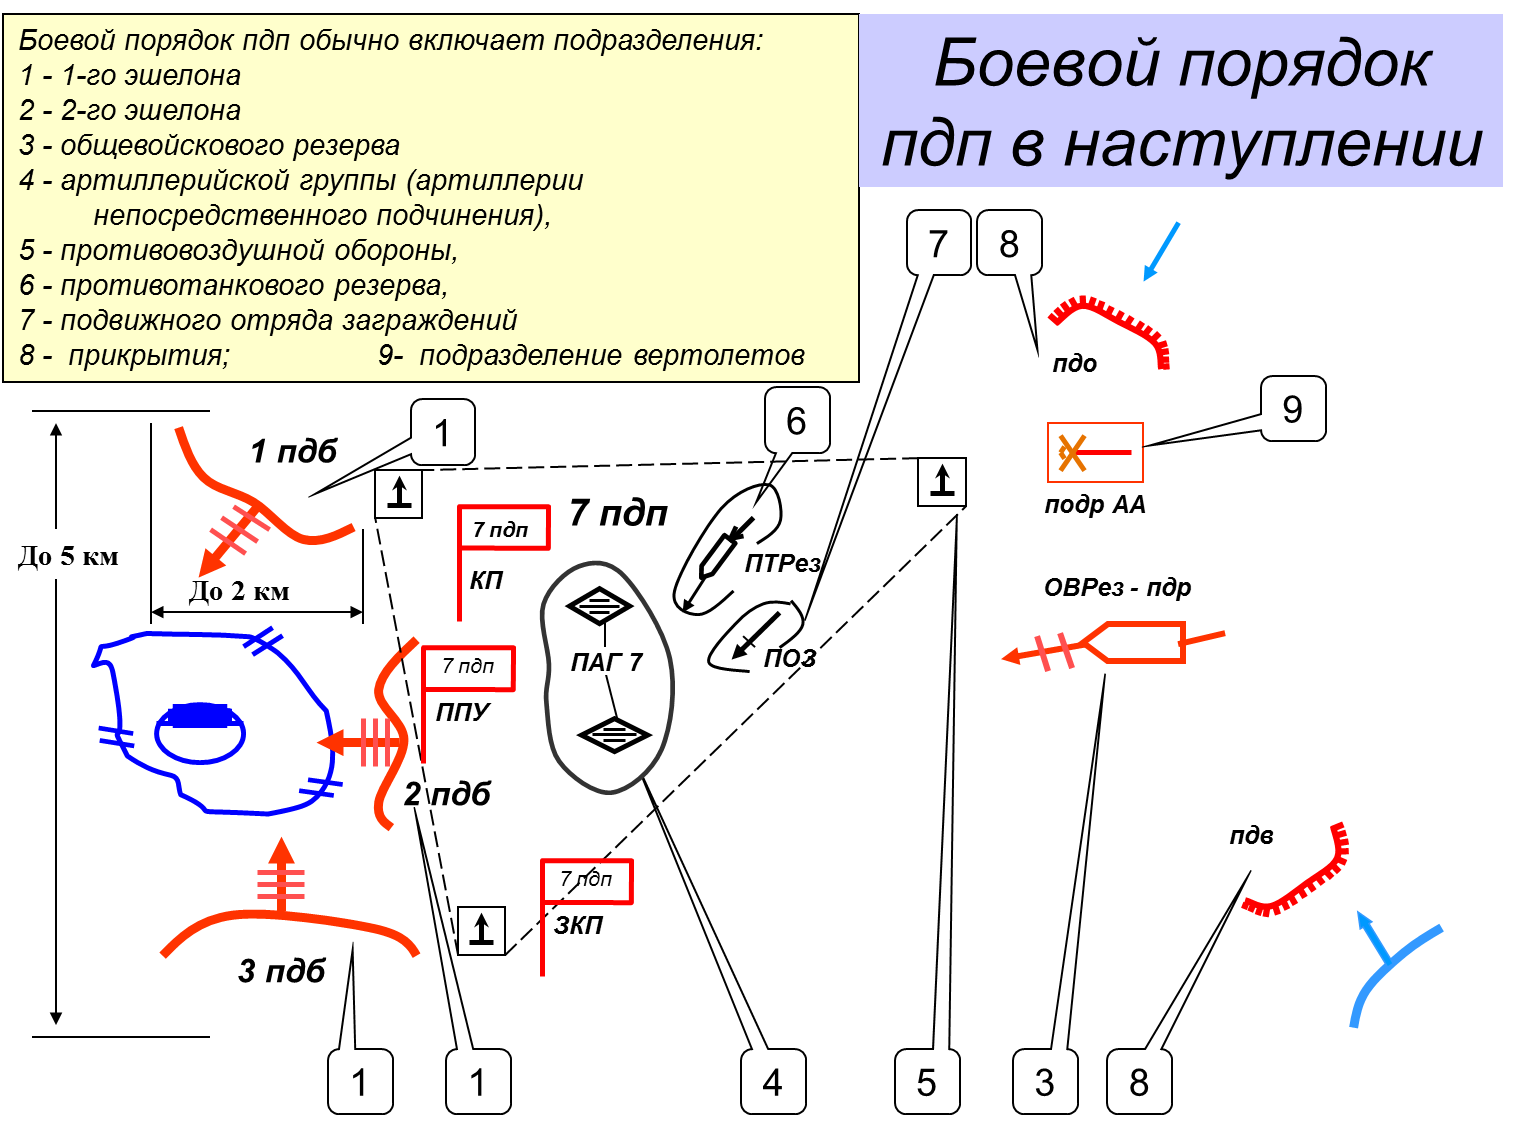 Боевой порядок пдп обычно включает подразделения:
1 - 1-го эшелона
2 - 2-го эшелона
3 - общевойскового резерва
4 - артиллерийской группы (артиллерии
непосредственного подчинения),
5 - противовоздушной обороны,
6 - противотанкового резерва,
7 - подвижного отряда заграждений
8 - прикрытия; 9- подразделение вертолетов
Боевой порядок
пдп в наступлении
7
8
пдо
9
6
1
1 пдб
подр АА
7 пдп
7 пдп
КП
ПТРез
До 5 км
До 2 км
ОВРез - пдр
ПАГ 7
ПОЗ
7 пдп
ППУ
2 пдб
пдв
7 пдп
ЗКП
3 пдб
1
1
4
5
3
8